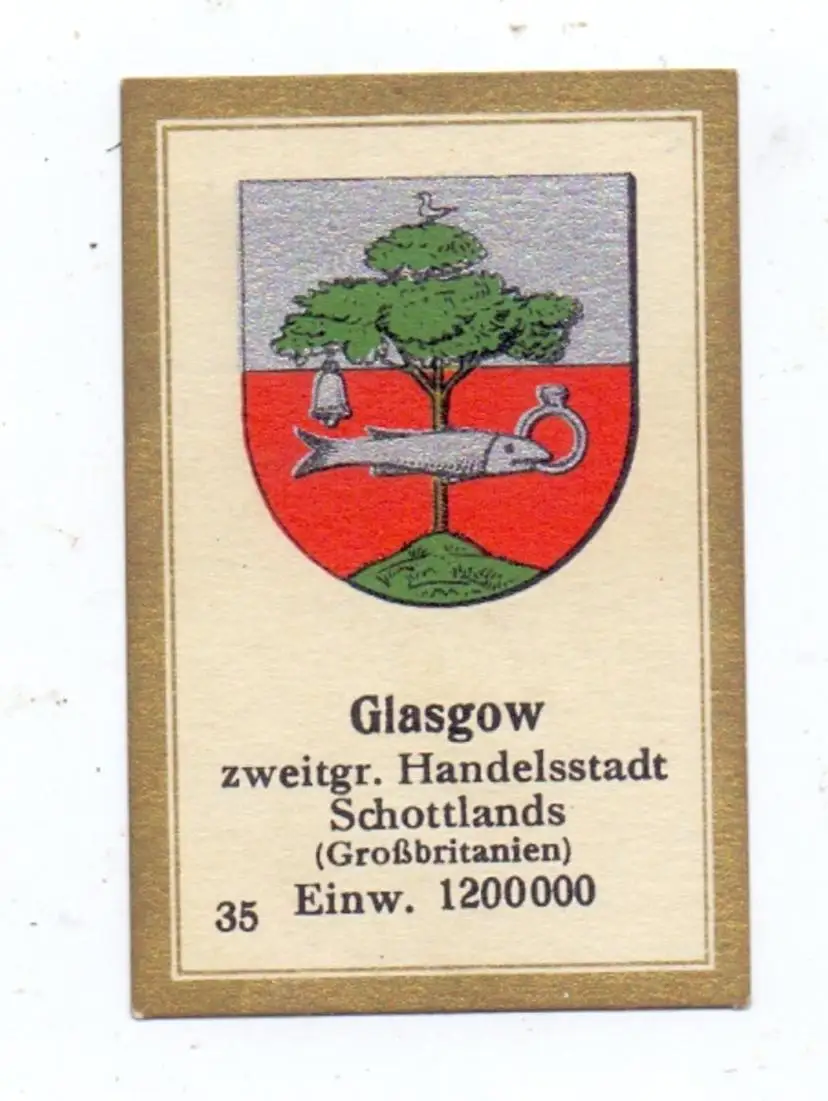 Glasgow
zweitgr. Handelsstadt
Schottlands
(Großbritanien)
Einw. 1200000
35